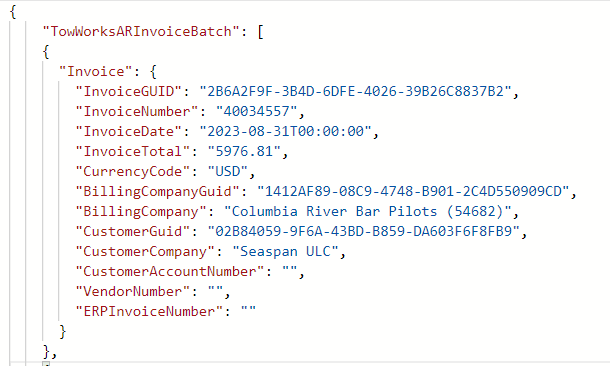 {
"TowWorksARInvoiceBatch": [
{
"Invoice": {
"InvoiceGUID": "2B6A2F9F-3B4D-6DFE-4026-39B26C8837B2",
"InvoiceNumber": "40034557",
"InvoiceDate": "2023-08-31T00:00:00",
"InvoiceTotal": "5976.81",
"CurrencyCode": "USD",
"BillingCompanyGuid": "1412AF89-08C9-4748-B901-2C4D550909CD",
"BillingCompany": "Columbia River Bar Pilots (54682)",
"CustomerGuid": "02B84059-9F6A-43BD-B859-DA603F6F8FB9",
"CustomerCompany": "Seaspan ULC",
"CustomerAccountNumber": "",
"VendorNumber": "",
"ERPInvoiceNumber": ""
}
},